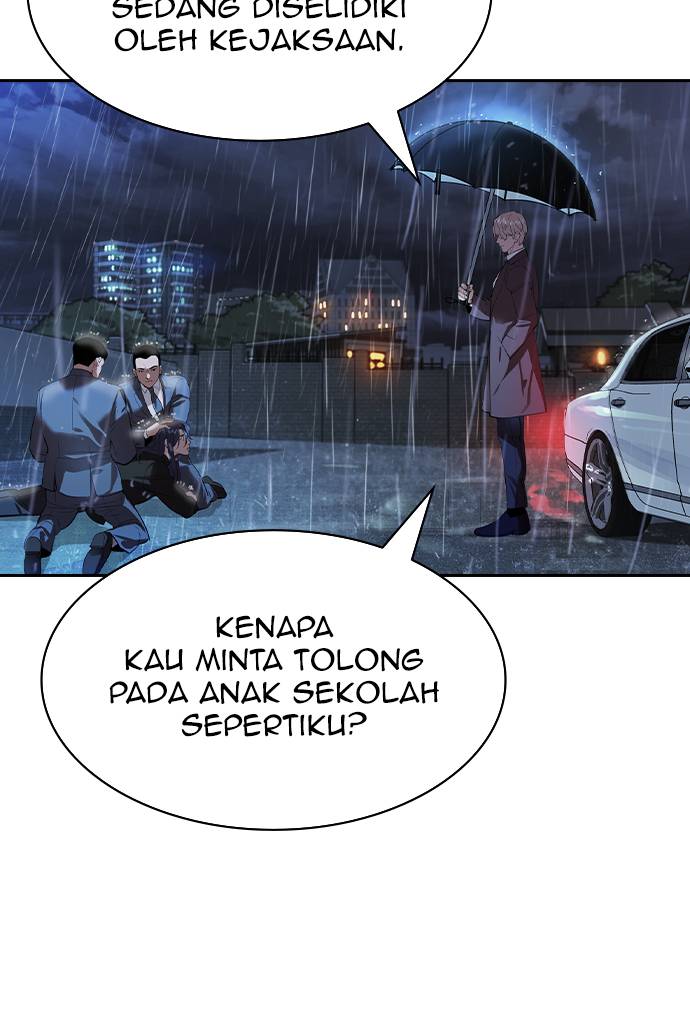 SEDANG DISELIDIKI
OLEH KEJAKSAAN.
KENAPA
KAU MINTA TOLONG
PADA ANAK SEKOLAH
SEPERTIKU?